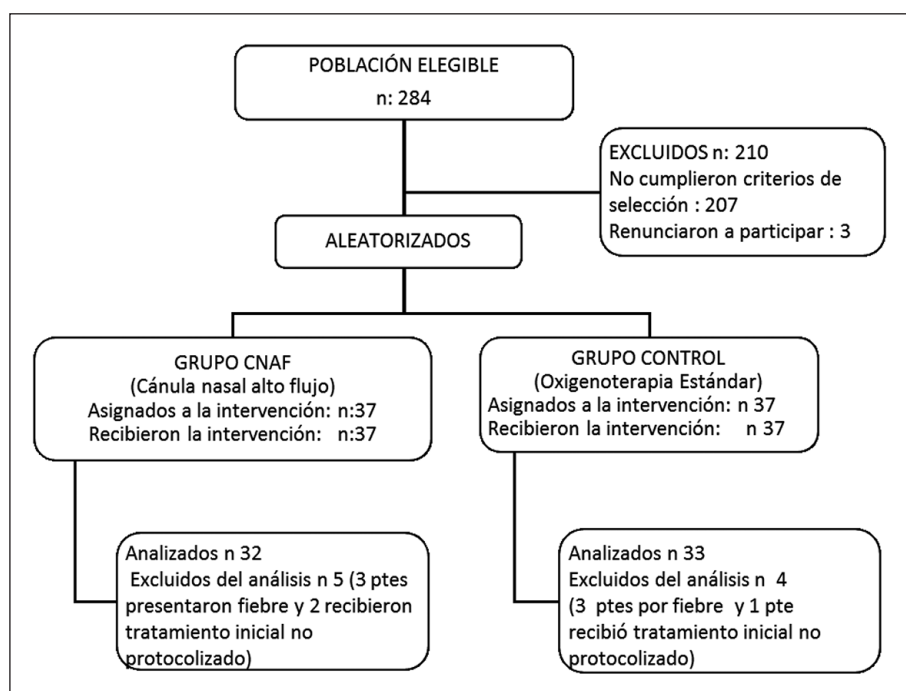 POBLACIÓN ELEGIBLE
n: 284
EXCLUIDOS n: 210
No cumplieron criterios de
selección : 207
Renunciaron a participar : 3
ALEATORIZADOS
GRUPO CNAF
(Cánula nasal alto flujo)
Asignados a la intervención: n:37
Recibieron la intervención: n:37
GRUPO CONTROL
(Oxigenoterapia Estándar)
Asignados a la intervención: n 37
Recibieron la intervención: n 37
Analizados n 32
Excluidos del análisis n 5 (3 ptes
presentaron fiebre y 2 recibieron
tratamiento inicial no
protocolizado)
Analizados n 33
Excluidos del análisis n 4
(3 ptes por fiebre y 1 pte
recibió tratamiento inicial no
protocolizado)